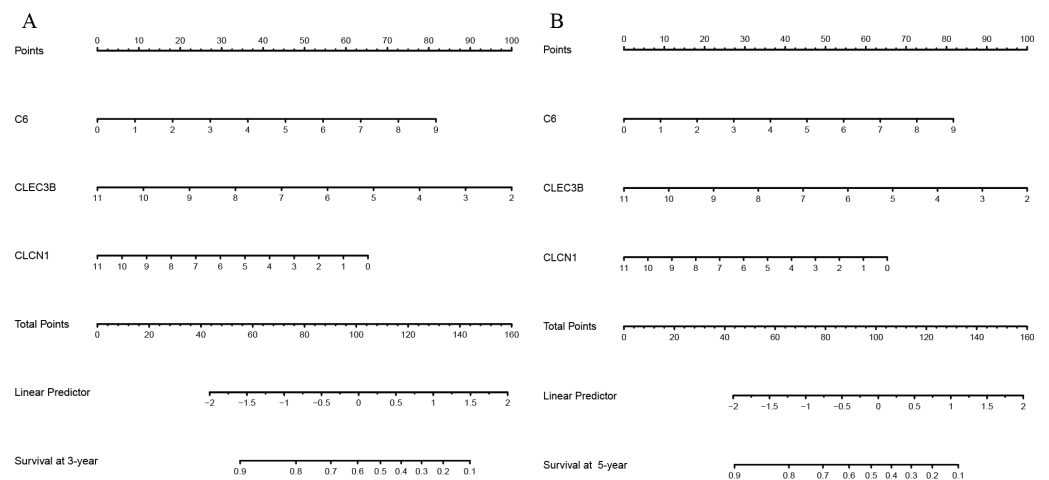 A
Points
0 10 20 30 40 50 60 70 80 90 100
C6
0 1 2 3 4 5 6 7 8 9
CLEC3B
11 10 9 8 7 6 5 4 3 2
CLCN1
11 10 9 8 7 6 5 4 3 2 1 0
Total Points
0 20 40 60 80 100 120 140 160
Linear Predictor
−2 −1.5 −1 −0.5 0 0.5 1 1.5 2
Survival at 3-year
0.9 0.8 0.7 0.6 0.5 0.4 0.3 0.2 0.1
B
Points
0 10 20 30 40 50 60 70 80 90 100
C6
0 1 2 3 4 5 6 7 8 9
CLEC3B
11 10 9 8 7 6 5 4 3 2
CLCN1
11 10 9 8 7 6 5 4 3 2 1 0
Total Points
0 20 40 60 80 100 120 140 160
Linear Predictor
−2 −1.5 −1 −0.5 0 0.5 1 1.5 2
Survival at 5-year
0.9 0.8 0.7 0.6 0.5 0.4 0.3 0.2 0.1